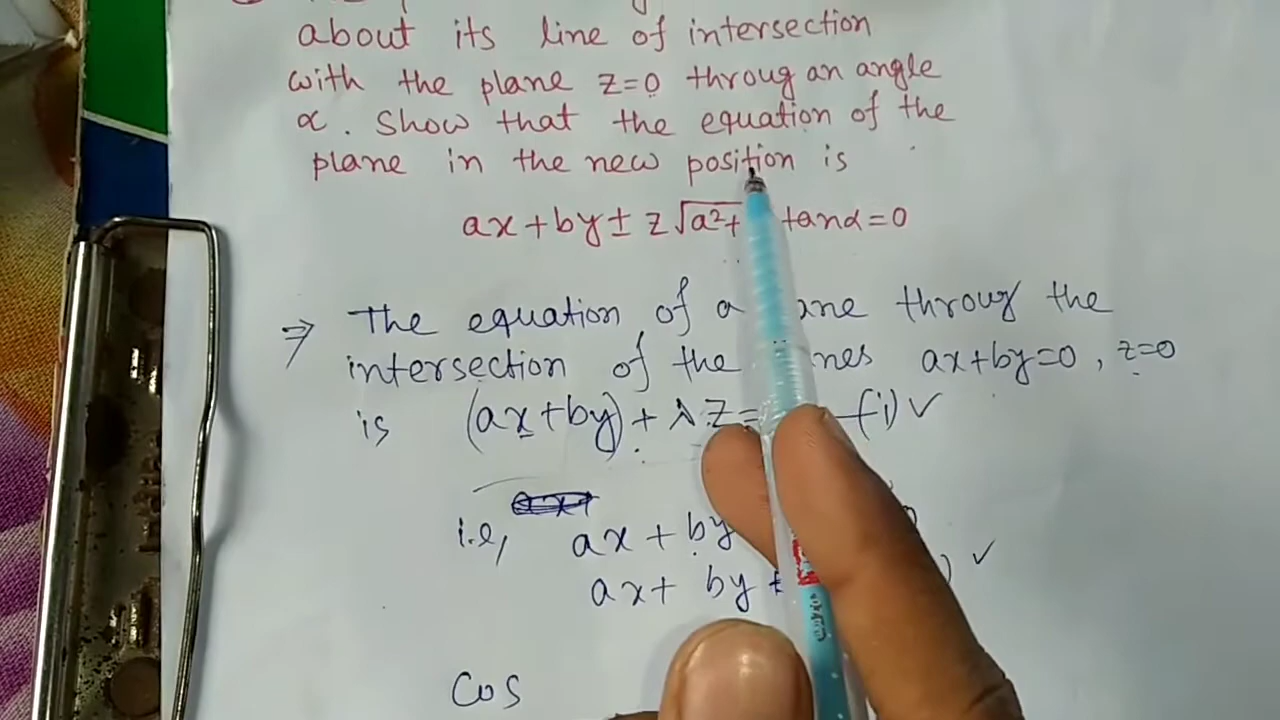 about its line of intersection
with the plane z=0 throug an angle
α. Show that the equation of the
plane in the new position is
ax+by± z√a²+ tanα=0
⇒ The equation of a throug the
intersection of the ax+by=0, z=0
is (ax+by)+ λz= (i) ✓
i.e, ax + by
ax+ by ✓
Cos